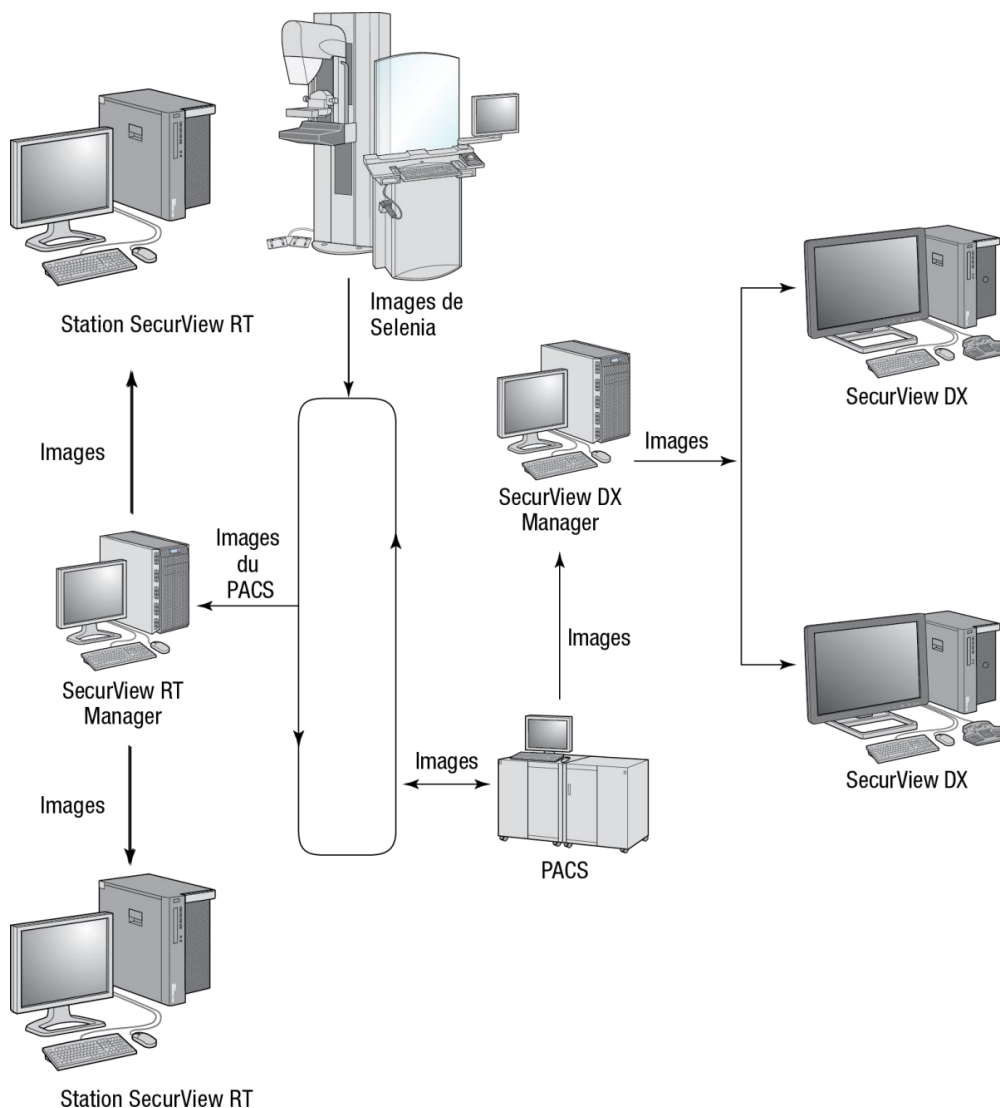 Station SecurView RT
Images de
Selenia
SecurView DX
Images
Images
SecurView DX
Manager
Images
du
PACS
Images
SecurView RT
Manager
Images
Images
SecurView DX
PACS
Station SecurView RT